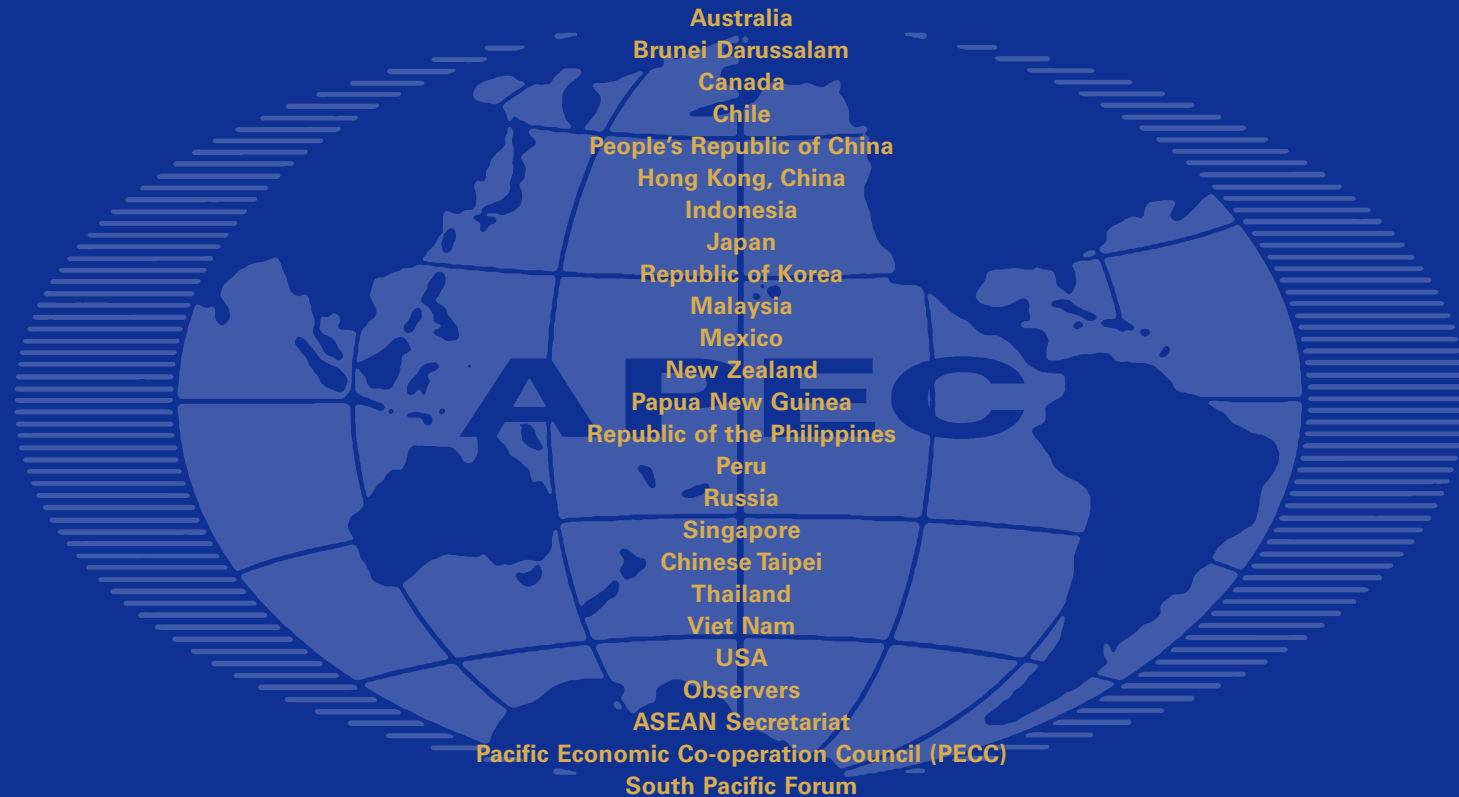 Australia
Brunei Darussalam
Canada
Chile
People's Republic of China
Hong Kong, China
Indonesia
Japan
Republic of Korea
Malaysia
Mexico
New Zealand
APEC
Papua New Guinea
Republic of the Philippines
Peru
Russia
Singapore
Chinese Taipei
Thailand
Viet Nam
USA
Observers
ASEAN Secretariat
Pacific Economic Co-operation Council (PECC)
South Pacific Forum